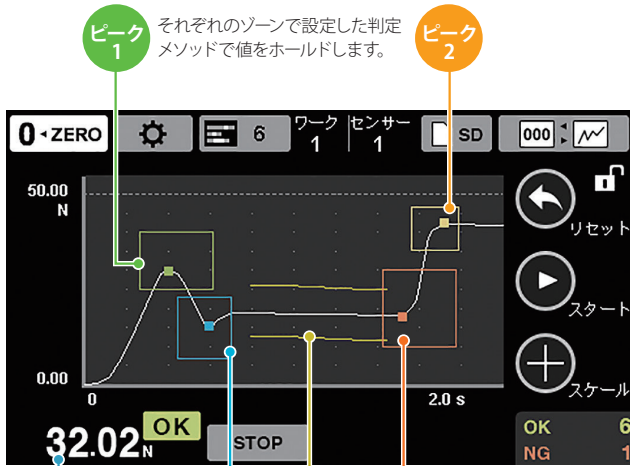 ピーク
1
それぞれのゾーンで設定した判定
メソッドで値をホールドします。
ピーク
2
0 ZERO
6
ワーク
1
センサー
1
SD
000
50.00
N
リセット
スタート
0.00
0
2.0 s
スケール
32.02 N
OK
STOP
OK 6
NG 1